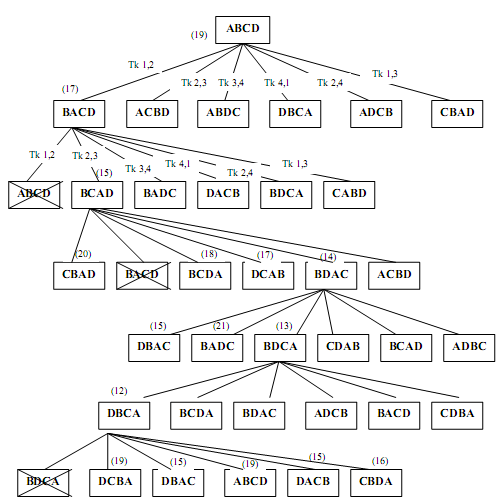 (19) ABCD
Tk 1,2 Tk 2,3 Tk 3,4 Tk 4,1 Tk 2,4 Tk 1,3
(17)
BACD ACBD ABDC DBCA ADCB CBAD
Tk 1,2 Tk 2,3 Tk 3,4 Tk 4,1 Tk 2,4 Tk 1,3
(15)
ABCD BCAD BADC DACB BDCA CABD
(20) (18) (17) (14)
CBAD BACD BCDA DCAB BDAC ACBD
(15) (21) (13)
DBAC BADC BDCA CDAB BCAD ADBC
(12)
DBCA BCDA BDAC ADCB BACD CDBA
(19) (15) (19) (15) (16)
BDCA DCBA DBAC ABCD DACB CBDA